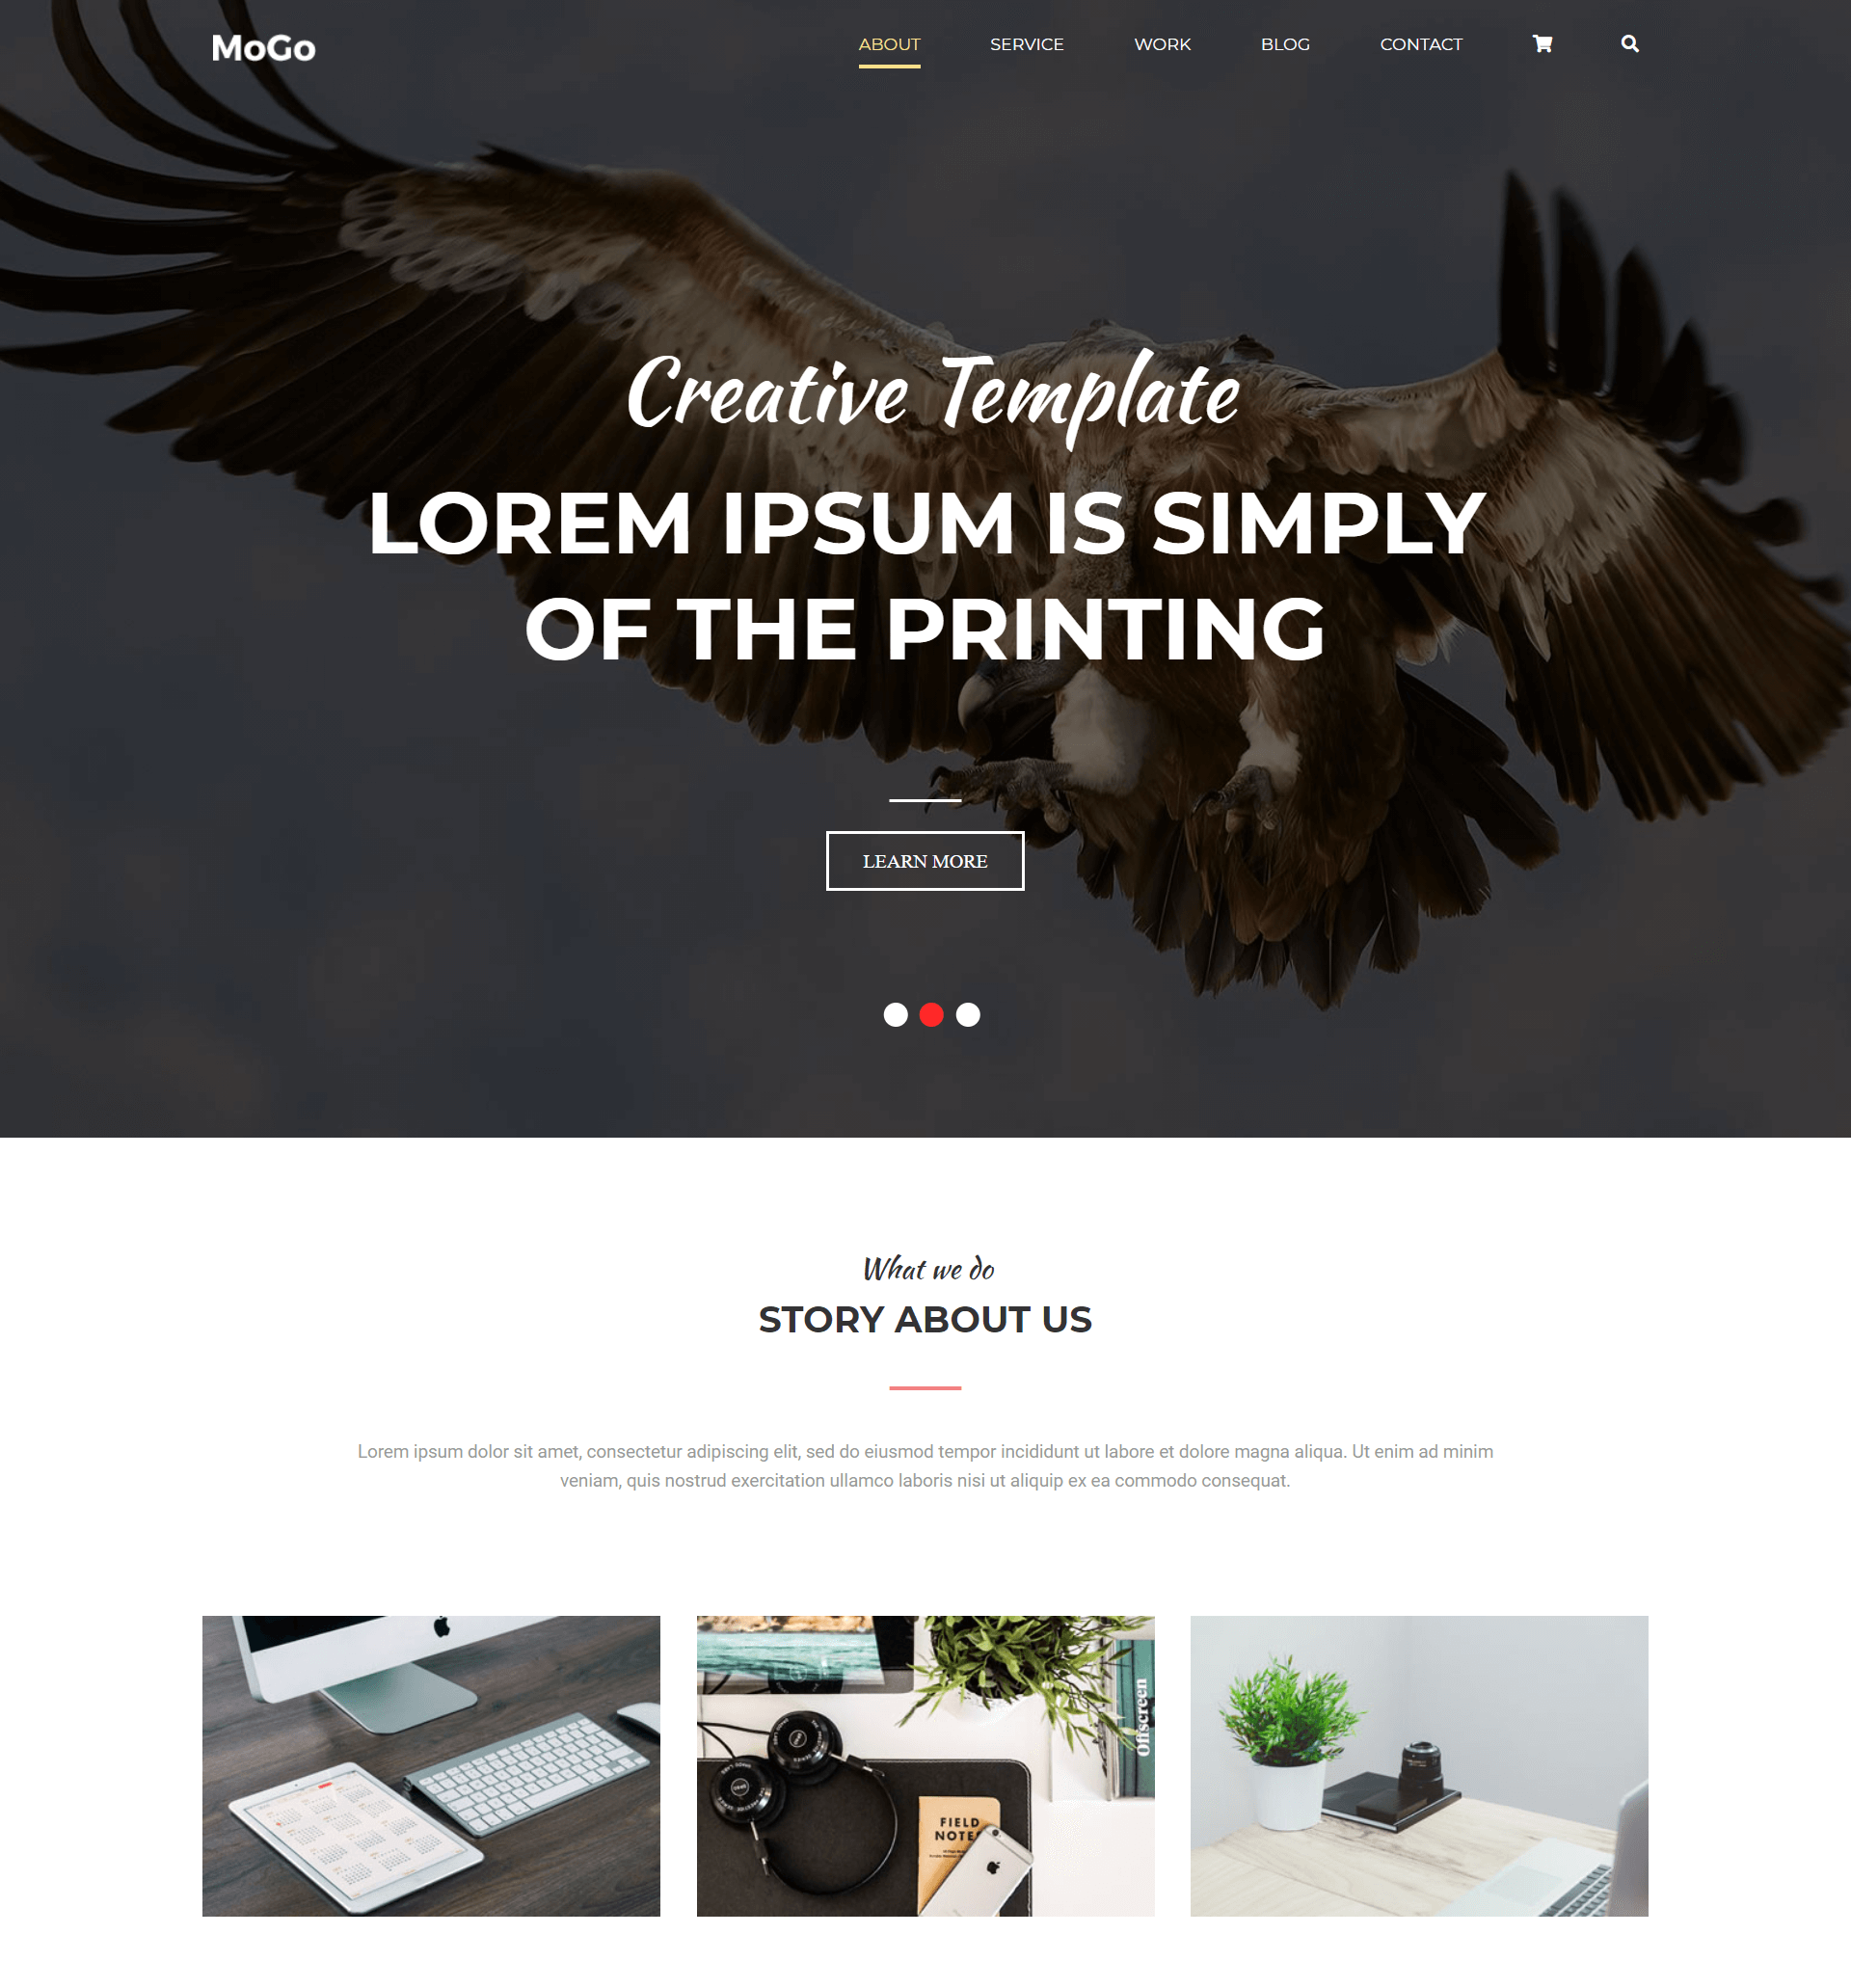 MoGo
ABOUT SERVICE WORK BLOG CONTACT
Creative Template
LOREM IPSUM IS SIMPLY
OF THE PRINTING
LEARN MORE
What we do
STORY ABOUT US
Lorem ipsum dolor sit amet, consectetur adipiscing elit, sed do eiusmod tempor incididunt ut labore et dolore magna aliqua. Ut enim ad minim
veniam, quis nostrud exercitation ullamco laboris nisi ut aliquip ex ea commodo consequat.
Offscreen
FIELD
NOTES